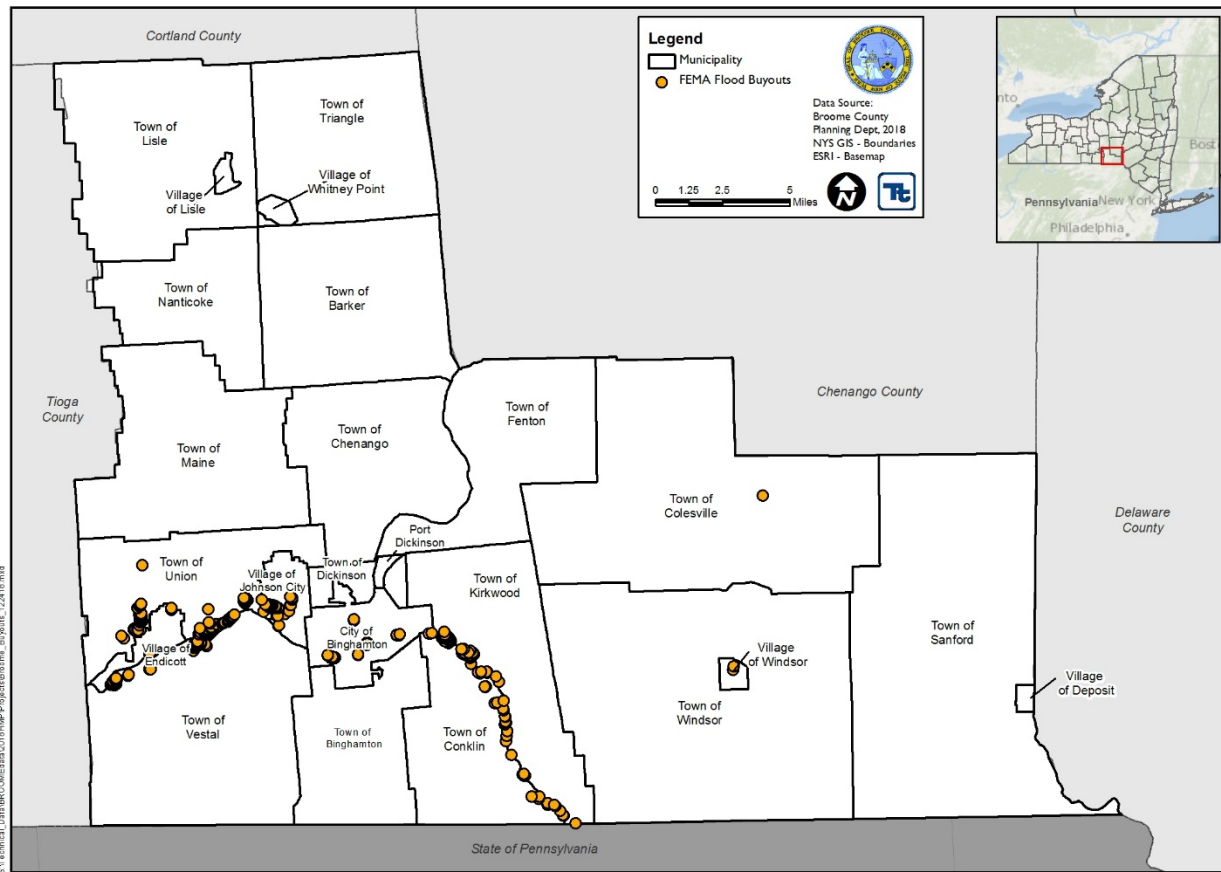 Cortland County
Town of
Lisle
Village
of Lisle
Town of
Triangle
Village of
Whitney Point
Town of
Nanticoke
Town of
Barker
Tioga
County
Town of
Maine
Town of
Chenango
Town of
Fenton
Chenango County
Town of
Colesville
Delaware
County
Port
Dickinson
Town of
Union
Village of
Johnson City
Town of
Dickinson
Town of
Kirkwood
City of
Binghamton
Village of
Endicott
Town of
Vestal
Town of
Binghamton
Town of
Conklin
Village
of Windsor
Town of
Windsor
Town of
Sanford
Village
of Deposit
State of Pennsylvania
Legend
Municipality
FEMA Flood Buyouts
Data Source:
Broome County
Planning Dept, 2018
NYS GIS - Boundaries
ESRI - Basemap
0 1.25 2.5 5
Miles
N
Tt
nto
Bost
Pennsylvania
New York
Philadelphia